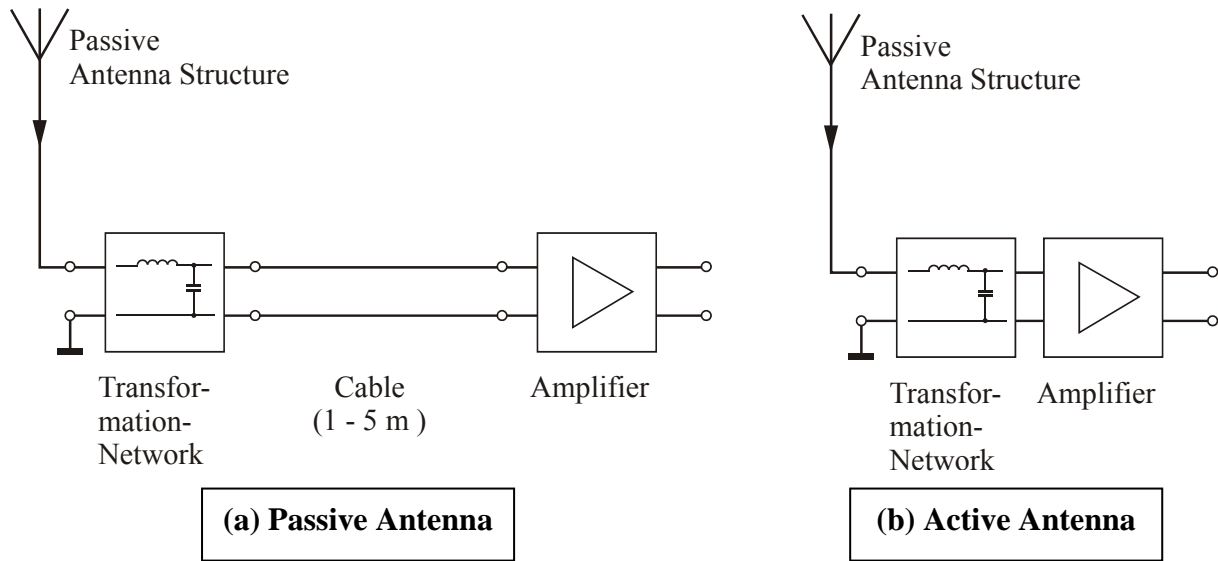 Passive
Antenna Structure
Transfor-
mation-
Network
Cable
(1 - 5 m )
Amplifier
(a) Passive Antenna
Passive
Antenna Structure
Transfor-
mation-
Network
Amplifier
(b) Active Antenna